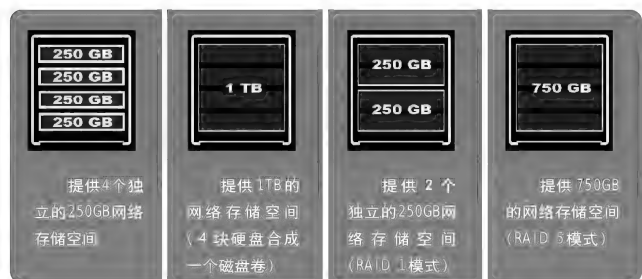 250 GB
250 GB
250 GB
250 GB
提供4个独
立的250GB网络
存储空间
1 TB
提供1TB的
网络存储空间
(4块硬盘合成
一个磁盘卷)
250 GB
250 GB
提供2个
独立的250GB网
络存储空间
(RAID 1模式)
750 GB
提供750GB
的网络存储空间
(RAID 5模式)